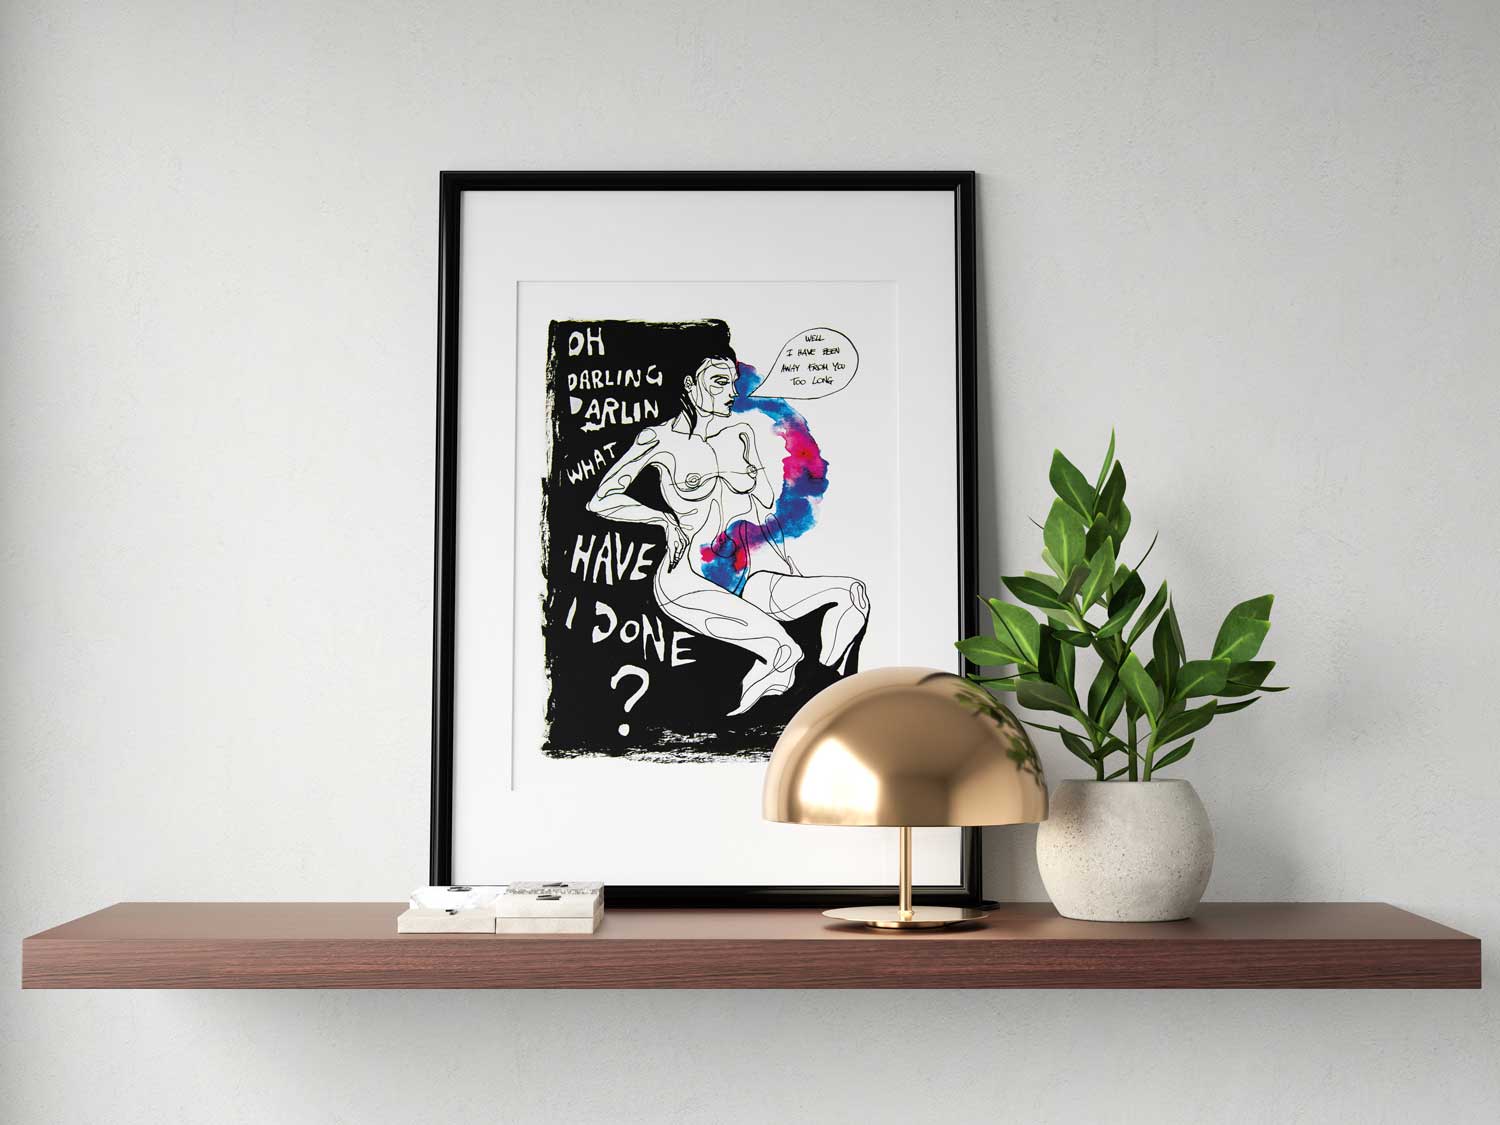 OH
DARLING
DARLIN
WHAT
HAVE
I DONE
?
WELL
I HAVE BEEN
AWAY FROM YOU
TOO LONG